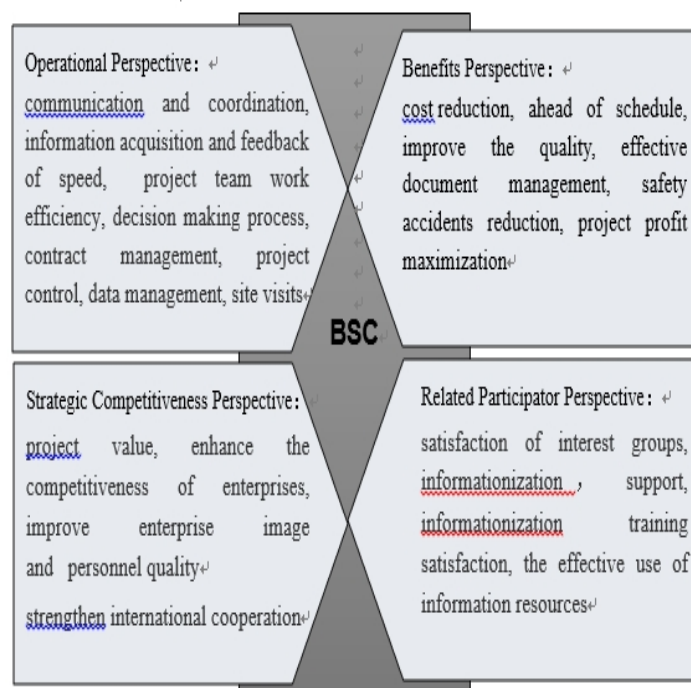 Operational Perspective:
communication and coordination,
information acquisition and feedback
of speed, project team work
efficiency, decision making process,
contract management, project
control, data management, site visits
Benefits Perspective:
cost reduction, ahead of schedule,
improve the quality, effective
document management, safety
accidents reduction, project profit
maximization
BSC
Strategic Competitiveness Perspective:
project value, enhance the
competitiveness of enterprises,
improve enterprise image
and personnel quality
strengthen international cooperation
Related Participator Perspective:
satisfaction of interest groups,
informationization , support,
informationization training
satisfaction, the effective use of
information resources